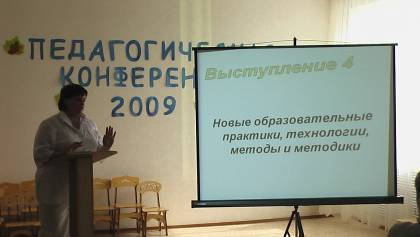 ПЕДАГОГИЧЕСКАЯ
КОНФЕРЕН
2009
Выступление 4
Новые образовательные
практики, технологии,
методы и методики